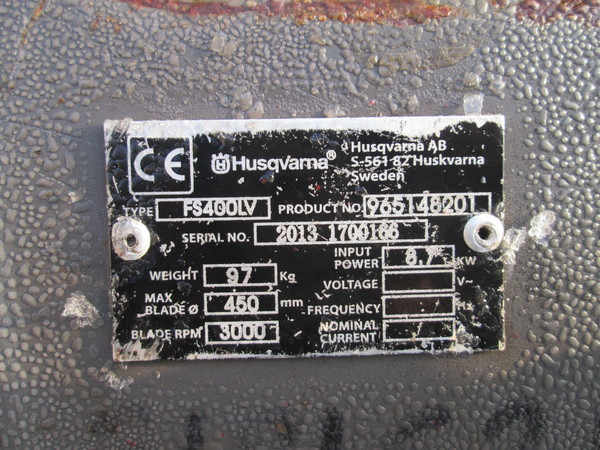 CE
Husqvarna®
Husqvarna AB
S-561 82 Huskvarna
Sweden
TYPE FS400LV PRODUCT NO. 965148201
SERIAL NO. 2013 1700166
WEIGHT 97 Kg
INPUT POWER 8,7 KW
MAX BLADE Ø 450 mm
VOLTAGE V~
BLADE RPM 3000
FREQUENCY
NOMINAL CURRENT